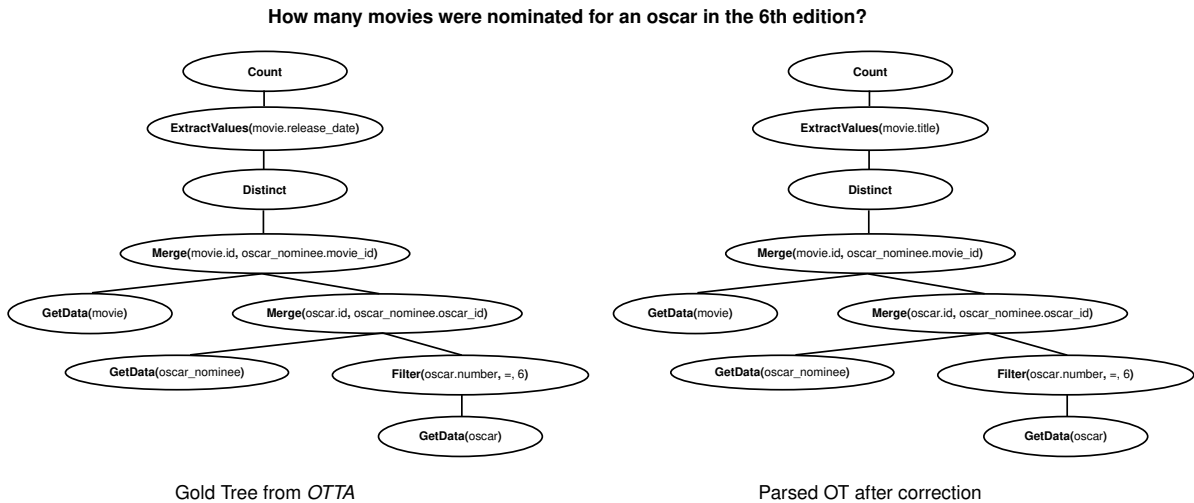 How many movies were nominated for an oscar in the 6th edition?
Count
ExtractValues(movie.release_date)
Distinct
Merge(movie.id, oscar_nominee.movie_id)
GetData(movie)
Merge(oscar.id, oscar_nominee.oscar_id)
GetData(oscar_nominee)
Filter(oscar.number, =, 6)
GetData(oscar)
Gold Tree from OTTA
Count
ExtractValues(movie.title)
Distinct
Merge(movie.id, oscar_nominee.movie_id)
GetData(movie)
Merge(oscar.id, oscar_nominee.oscar_id)
GetData(oscar_nominee)
Filter(oscar.number, =, 6)
GetData(oscar)
Parsed OT after correction